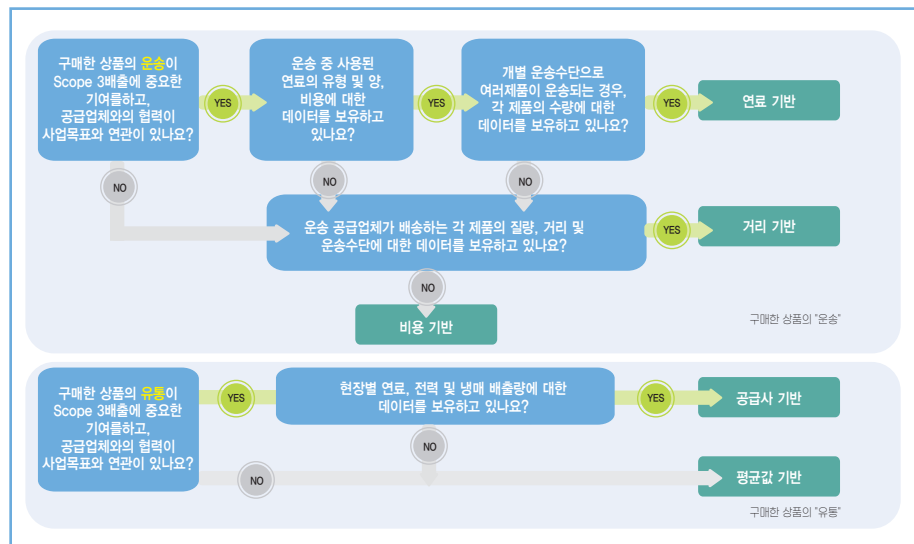 구매한 상품의 운송이
Scope 3배출에 중요한
기여를하고,
공급업체와의 협력이
사업목표와 연관이 있나요?
YES
운송 중 사용된
연료의 유형 및 양,
비용에 대한
데이터를 보유하고
있나요?
YES
개별 운송수단으로
여러제품이 운송되는 경우,
각 제품의 수량에 대한
데이터를 보유하고 있나요?
YES
연료 기반
NO
NO
NO
운송 공급업체가 배송하는 각 제품의 질량, 거리 및
운송수단에 대한 데이터를 보유하고 있나요?
YES
거리 기반
NO
비용 기반
구매한 상품의 "운송"
구매한 상품의 유통이
Scope 3배출에 중요한
기여를하고,
공급업체와의 협력이
사업목표와 연관이 있나요?
YES
현장별 연료, 전력 및 냉매 배출량에 대한
데이터를 보유하고 있나요?
YES
공급사 기반
NO
NO
평균값 기반
구매한 상품의 "유통"